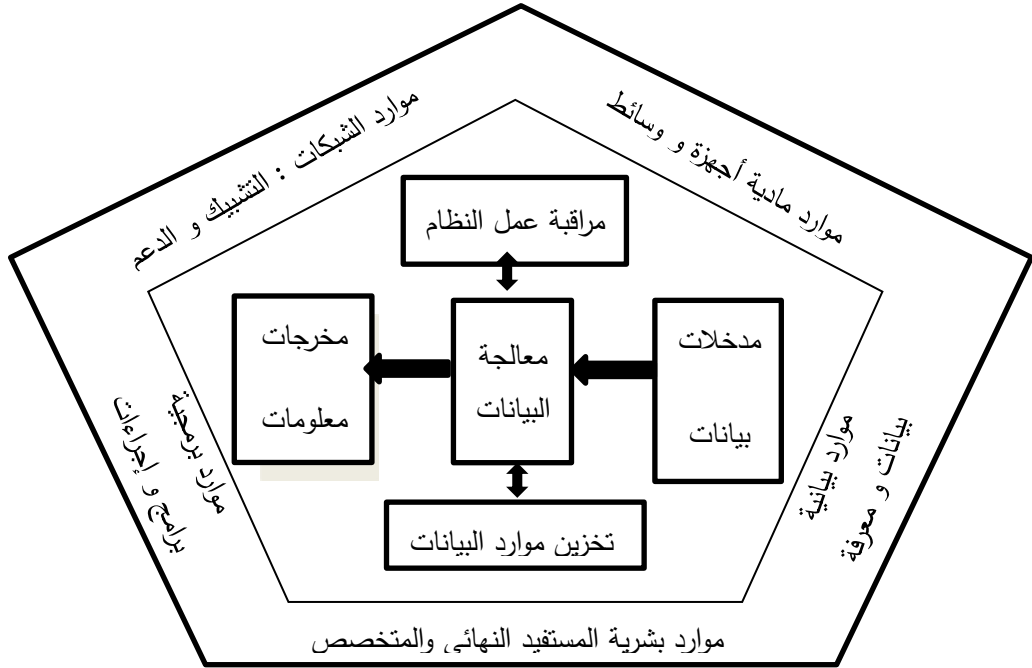 موارد الشبكات : التشبيك و الدعم
موارد مادية أجهزة و وسائط
مراقبة عمل النظام
مدخلات
بيانات
معالجة
البيانات
مخرجات
معلومات
تخزين موارد البيانات
موارد بيانية
بيانات و معرفة
موارد برمجية
برامج و إجراءات
موارد بشرية المستفيد النهائي والمتخصص